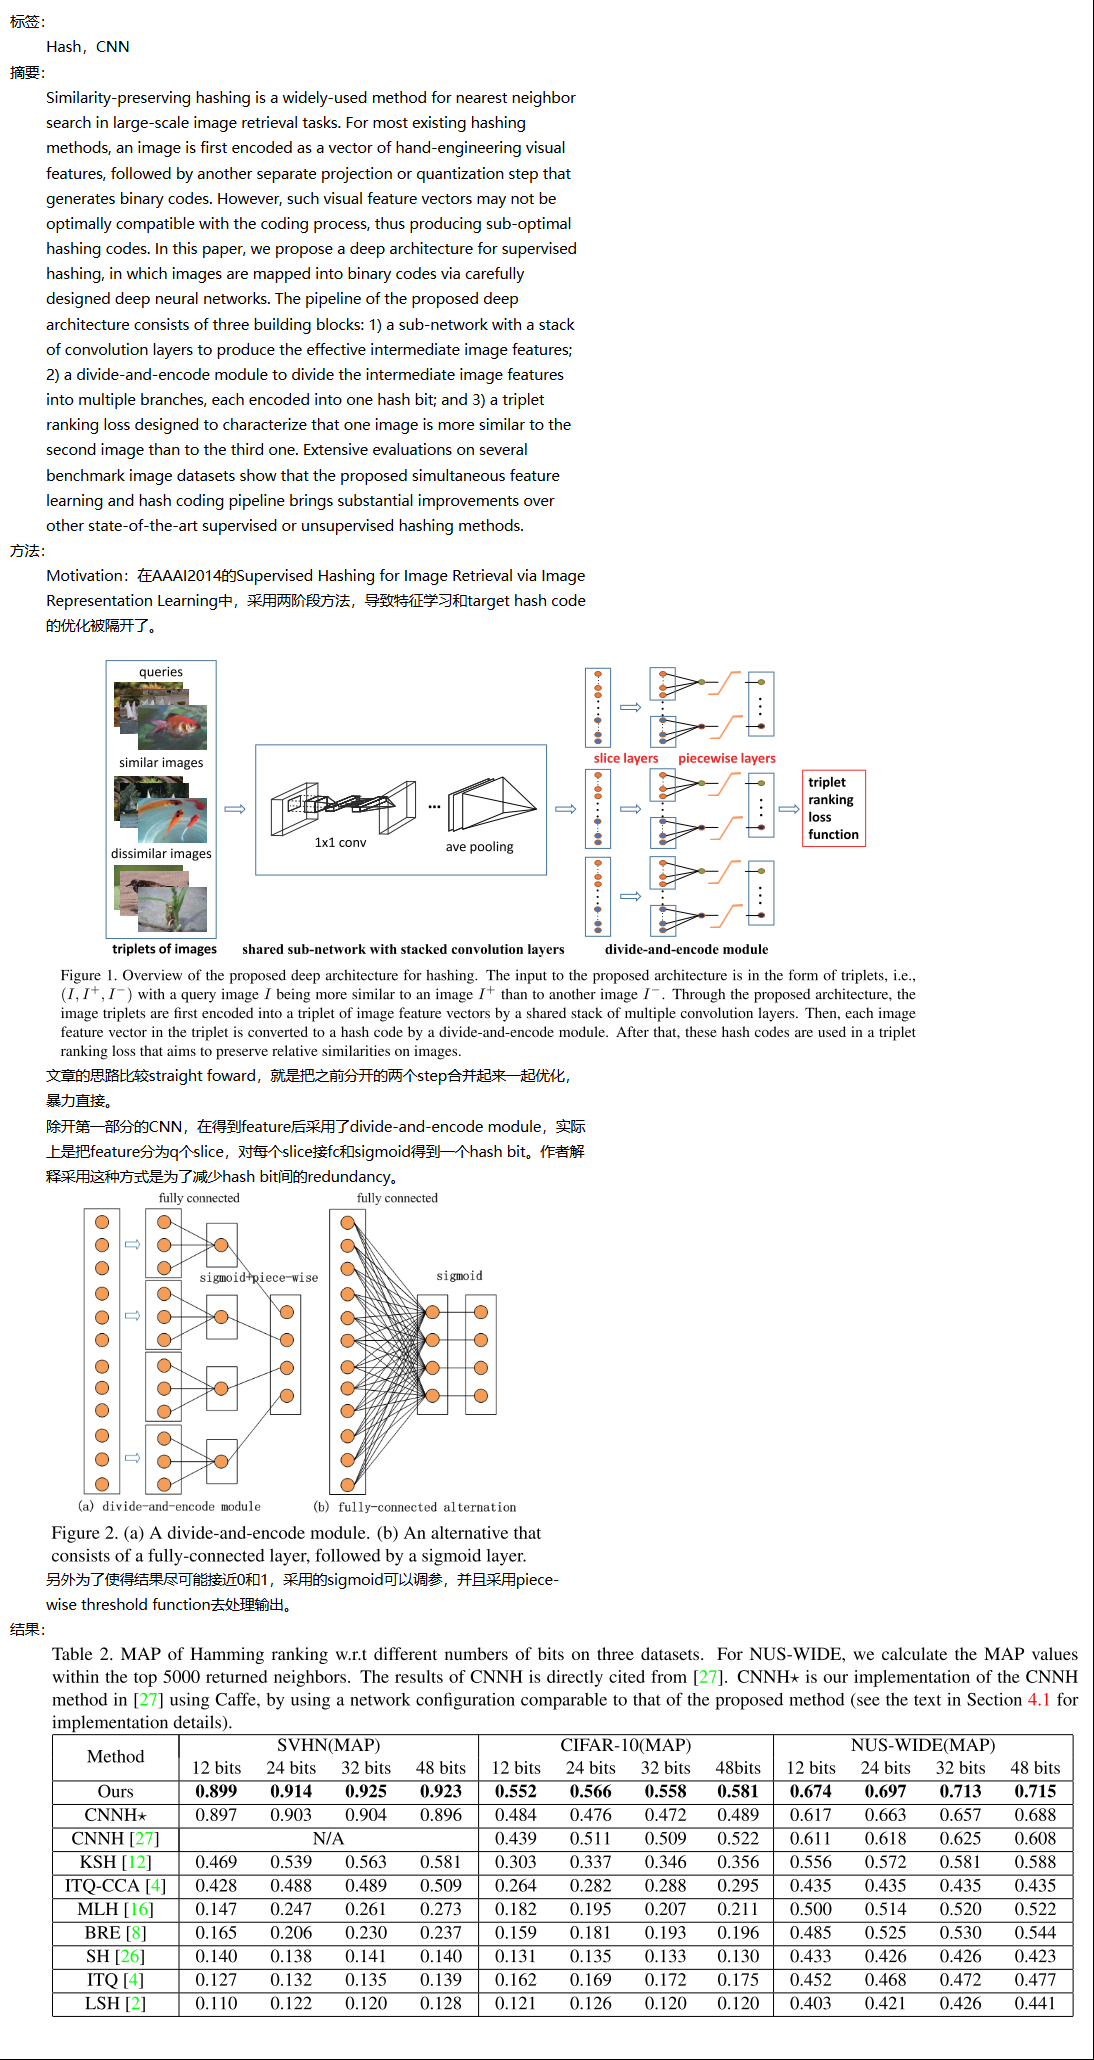 标签：
Hash，CNN
摘要：
Similarity-preserving hashing is a widely-used method for nearest neighbor
search in large-scale image retrieval tasks. For most existing hashing
methods, an image is first encoded as a vector of hand-engineering visual
features, followed by another separate projection or quantization step that
generates binary codes. However, such visual feature vectors may not be
optimally compatible with the coding process, thus producing sub-optimal
hashing codes. In this paper, we propose a deep architecture for supervised
hashing, in which images are mapped into binary codes via carefully
designed deep neural networks. The pipeline of the proposed deep
architecture consists of three building blocks: 1) a sub-network with a stack
of convolution layers to produce the effective intermediate image features;
2) a divide-and-encode module to divide the intermediate image features
into multiple branches, each encoded into one hash bit; and 3) a triplet
ranking loss designed to characterize that one image is more similar to the
second image than to the third one. Extensive evaluations on several
benchmark image datasets show that the proposed simultaneous feature
learning and hash coding pipeline brings substantial improvements over
other state-of-the-art supervised or unsupervised hashing methods.
方法：
Motivation：在AAAI2014的Supervised Hashing for Image Retrieval via Image
Representation Learning中，采用两阶段方法，导致特征学习和target hash code
的优化被隔开了。
queries
similar images
dissimilar images
triplets of images
1x1 conv
ave pooling
shared sub-network with stacked convolution layers
slice layers piecewise layers
divide-and-encode module
triplet
ranking
loss
function
Figure 1. Overview of the proposed deep architecture for hashing. The input to the proposed architecture is in the form of triplets, i.e.,
(I, I⁺, I⁻) with a query image I being more similar to an image I⁺ than to another image I⁻. Through the proposed architecture, the
image triplets are first encoded into a triplet of image feature vectors by a shared stack of multiple convolution layers. Then, each image
feature vector in the triplet is converted to a hash code by a divide-and-encode module. After that, these hash codes are used in a triplet
ranking loss that aims to preserve relative similarities on images.
文章的思路比较straight foward，就是把之前分开的两个step合并起来一起优化，
暴力直接。
除开第一部分的CNN，在得到feature后采用了divide-and-encode module，实际
上是把feature分为q个slice，对每个slice接fc和sigmoid得到一个hash bit。作者解
释采用这种方式是为了减少hash bit间的redundancy。
fully connected
sigmoid+piece-wise
(a) divide-and-encode module
fully connected
sigmoid
(b) fully-connected alternation
Figure 2. (a) A divide-and-encode module. (b) An alternative that
consists of a fully-connected layer, followed by a sigmoid layer.
另外为了使得结果尽可能接近0和1，采用的sigmoid可以调参，并且采用piece-
wise threshold function去处理输出。
结果：
Table 2. MAP of Hamming ranking w.r.t different numbers of bits on three datasets. For NUS-WIDE, we calculate the MAP values
within the top 5000 returned neighbors. The results of CNNH is directly cited from [27]. CNNH⋆ is our implementation of the CNNH
method in [27] using Caffe, by using a network configuration comparable to that of the proposed method (see the text in Section 4.1 for
implementation details).
Method SVHN(MAP) CIFAR-10(MAP) NUS-WIDE(MAP)
12 bits 24 bits 32 bits 48 bits 12 bits 24 bits 32 bits 48bits 12 bits 24 bits 32 bits 48 bits
Ours 0.899 0.914 0.925 0.923 0.552 0.566 0.558 0.581 0.674 0.697 0.713 0.715
CNNH⋆ 0.897 0.903 0.904 0.896 0.484 0.476 0.472 0.489 0.617 0.663 0.657 0.688
CNNH [27] N/A 0.439 0.511 0.509 0.522 0.611 0.618 0.625 0.608
KSH [12] 0.469 0.539 0.563 0.581 0.303 0.337 0.346 0.356 0.556 0.572 0.581 0.588
ITQ-CCA [4] 0.428 0.488 0.489 0.509 0.264 0.282 0.288 0.295 0.435 0.435 0.435 0.435
MLH [16] 0.147 0.247 0.261 0.273 0.182 0.195 0.207 0.211 0.500 0.514 0.520 0.522
BRE [8] 0.165 0.206 0.230 0.237 0.159 0.181 0.193 0.196 0.485 0.525 0.530 0.544
SH [26] 0.140 0.138 0.141 0.140 0.131 0.135 0.133 0.130 0.433 0.426 0.426 0.423
ITQ [4] 0.127 0.132 0.135 0.139 0.162 0.169 0.172 0.175 0.452 0.468 0.472 0.477
LSH [2] 0.110 0.122 0.120 0.128 0.121 0.126 0.120 0.120 0.403 0.421 0.426 0.441